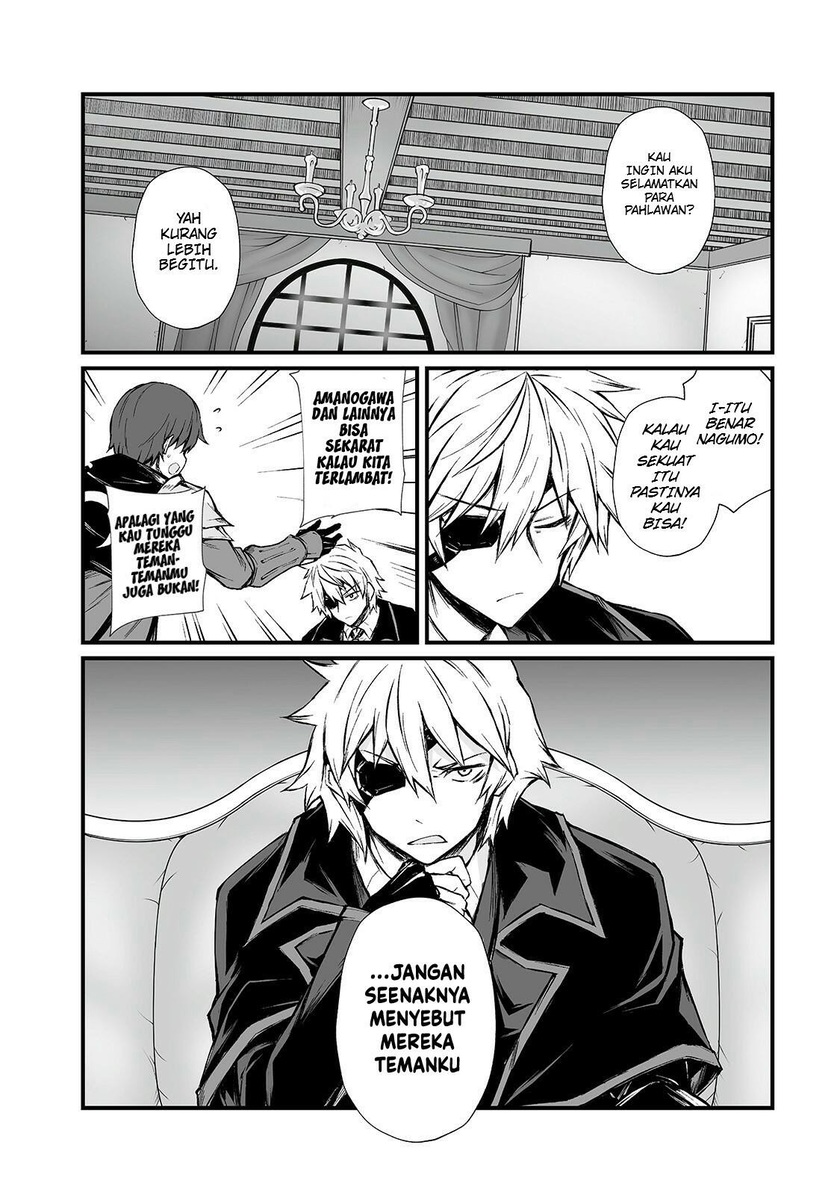 KAU
INGIN AKU
SELAMATKAN
PARA
PAHLAWAN?
YAH
KURANG
LEBIH
BEGITU.
I-ITU
BENAR
NAGUMO!
KALAU
KAU
SEKUAT
ITU
PASTINYA
KAU
BISA!
AMANOGAWA
DAN LAINNYA
BISA
SEKARAT
KALAU KITA
TERLAMBAT!
APALAGI YANG
KAU TUNGGU
MEREKA
TEMAN-
TEMANMU
JUGA BUKAN!
...JANGAN
SEENAKNYA
MENYEBUT
MEREKA
TEMANKU